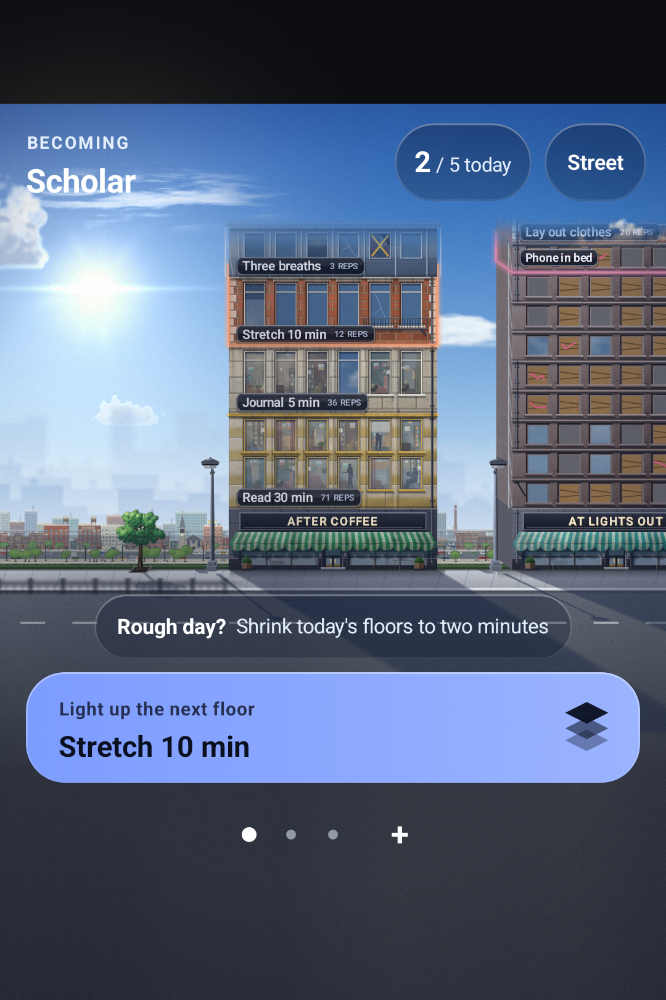 BECOMING
Scholar
2 / 5 today
Street
Lay out clothes 20 REPS
Phone in bed
Three breaths 3 REPS
Stretch 10 min 12 REPS
Journal 5 min 36 REPS
Read 30 min 71 REPS
AFTER COFFEE
AT LIGHTS OUT
Rough day? Shrink today's floors to two minutes
Light up the next floor
Stretch 10 min